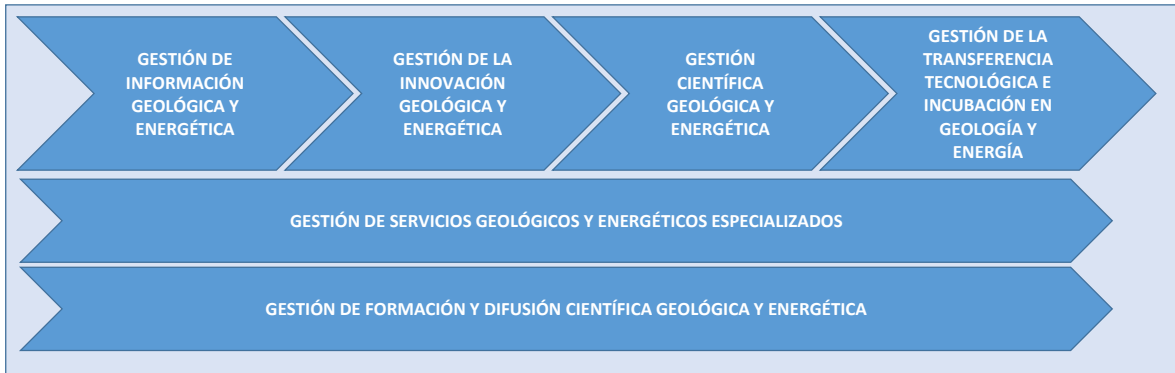 GESTIÓN DE
INFORMACIÓN
GEOLÓGICA Y
ENERGÉTICA
GESTIÓN DE LA
INNOVACIÓN
GEOLÓGICA Y
ENERGÉTICA
GESTIÓN
CIENTÍFICA
GEOLÓGICA Y
ENERGÉTICA
GESTIÓN DE LA
TRANSFERENCIA
TECNOLÓGICA E
INCUBACIÓN EN
GEOLOGÍA Y
ENERGÍA
GESTIÓN DE SERVICIOS GEOLÓGICOS Y ENERGÉTICOS ESPECIALIZADOS
GESTIÓN DE FORMACIÓN Y DIFUSIÓN CIENTÍFICA GEOLÓGICA Y ENERGÉTICA